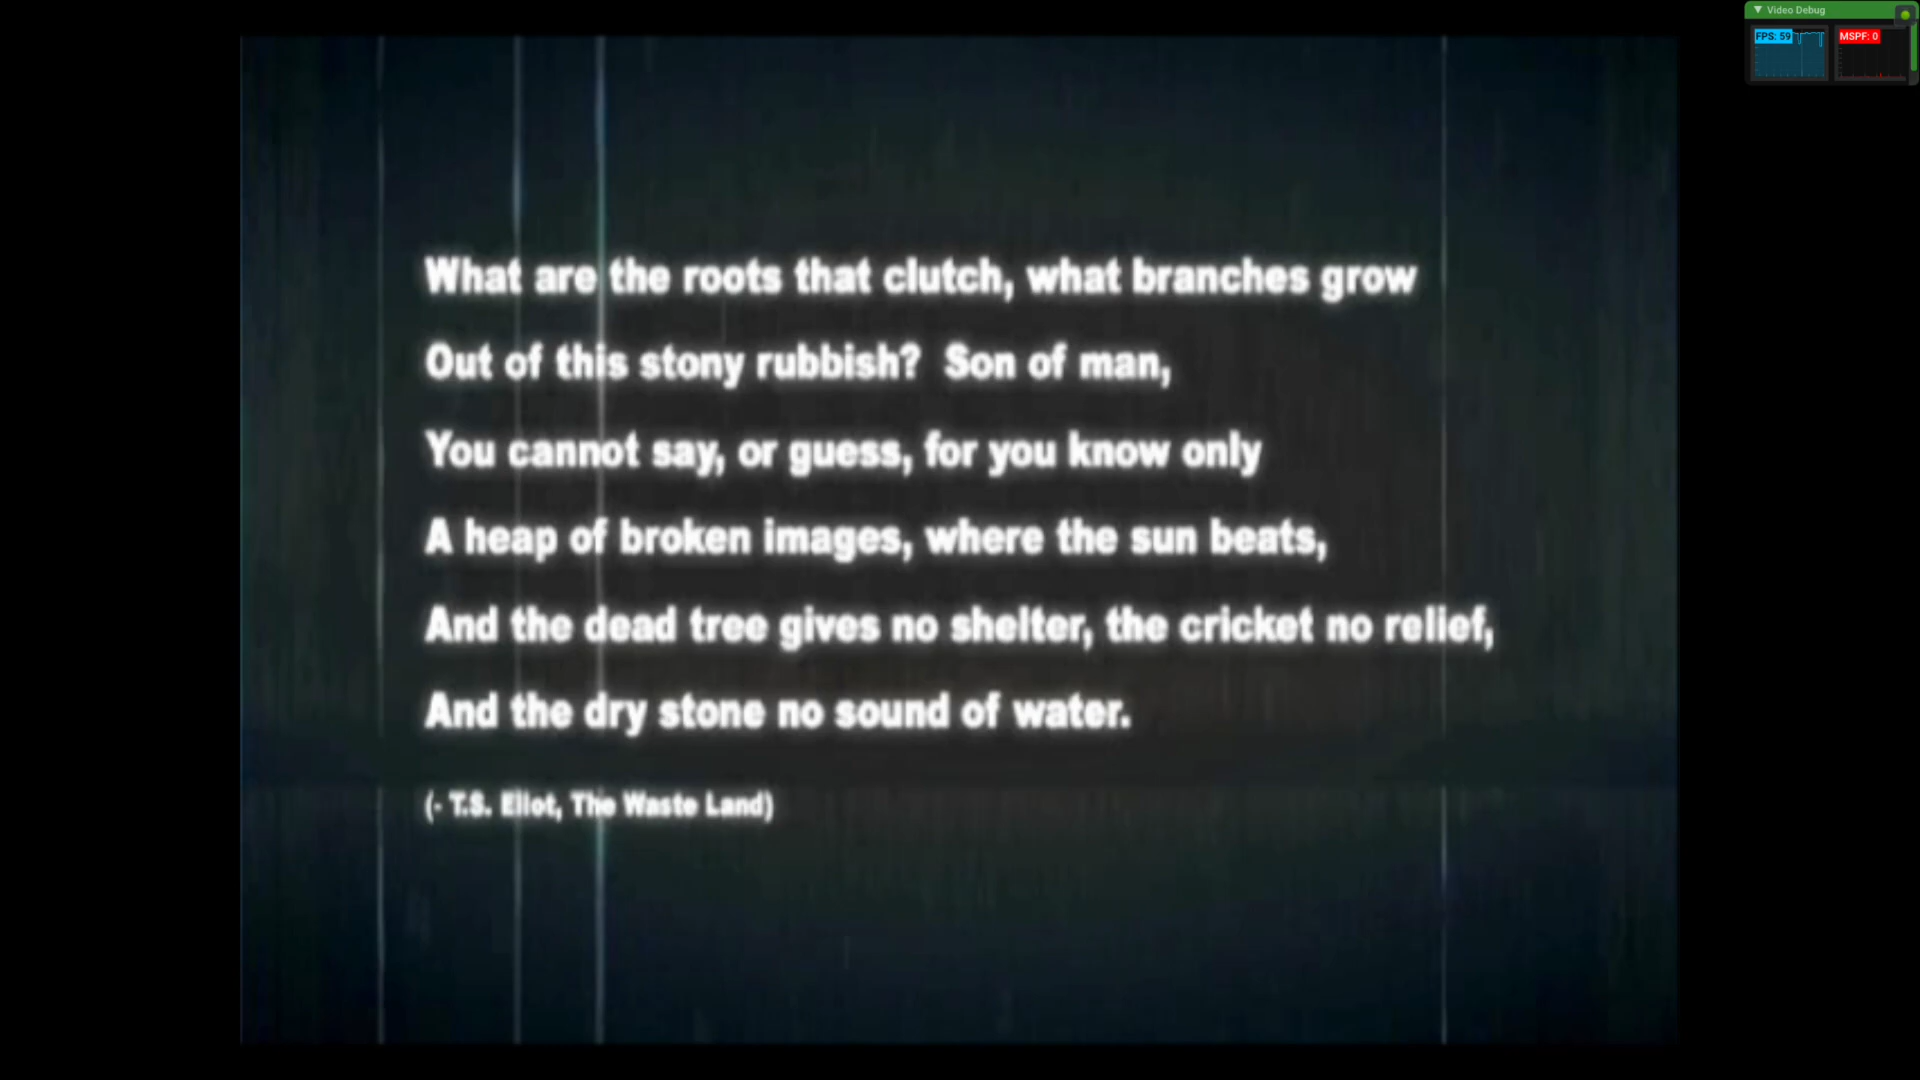 Video Debug
FPS: 59
MSPF: 0
What are the roots that clutch, what branches grow
Out of this stony rubbish?  Son of man,
You cannot say, or guess, for you know only
A heap of broken images, where the sun beats,
And the dead tree gives no shelter, the cricket no relief,
And the dry stone no sound of water.
(- T.S. Eliot, The Waste Land)